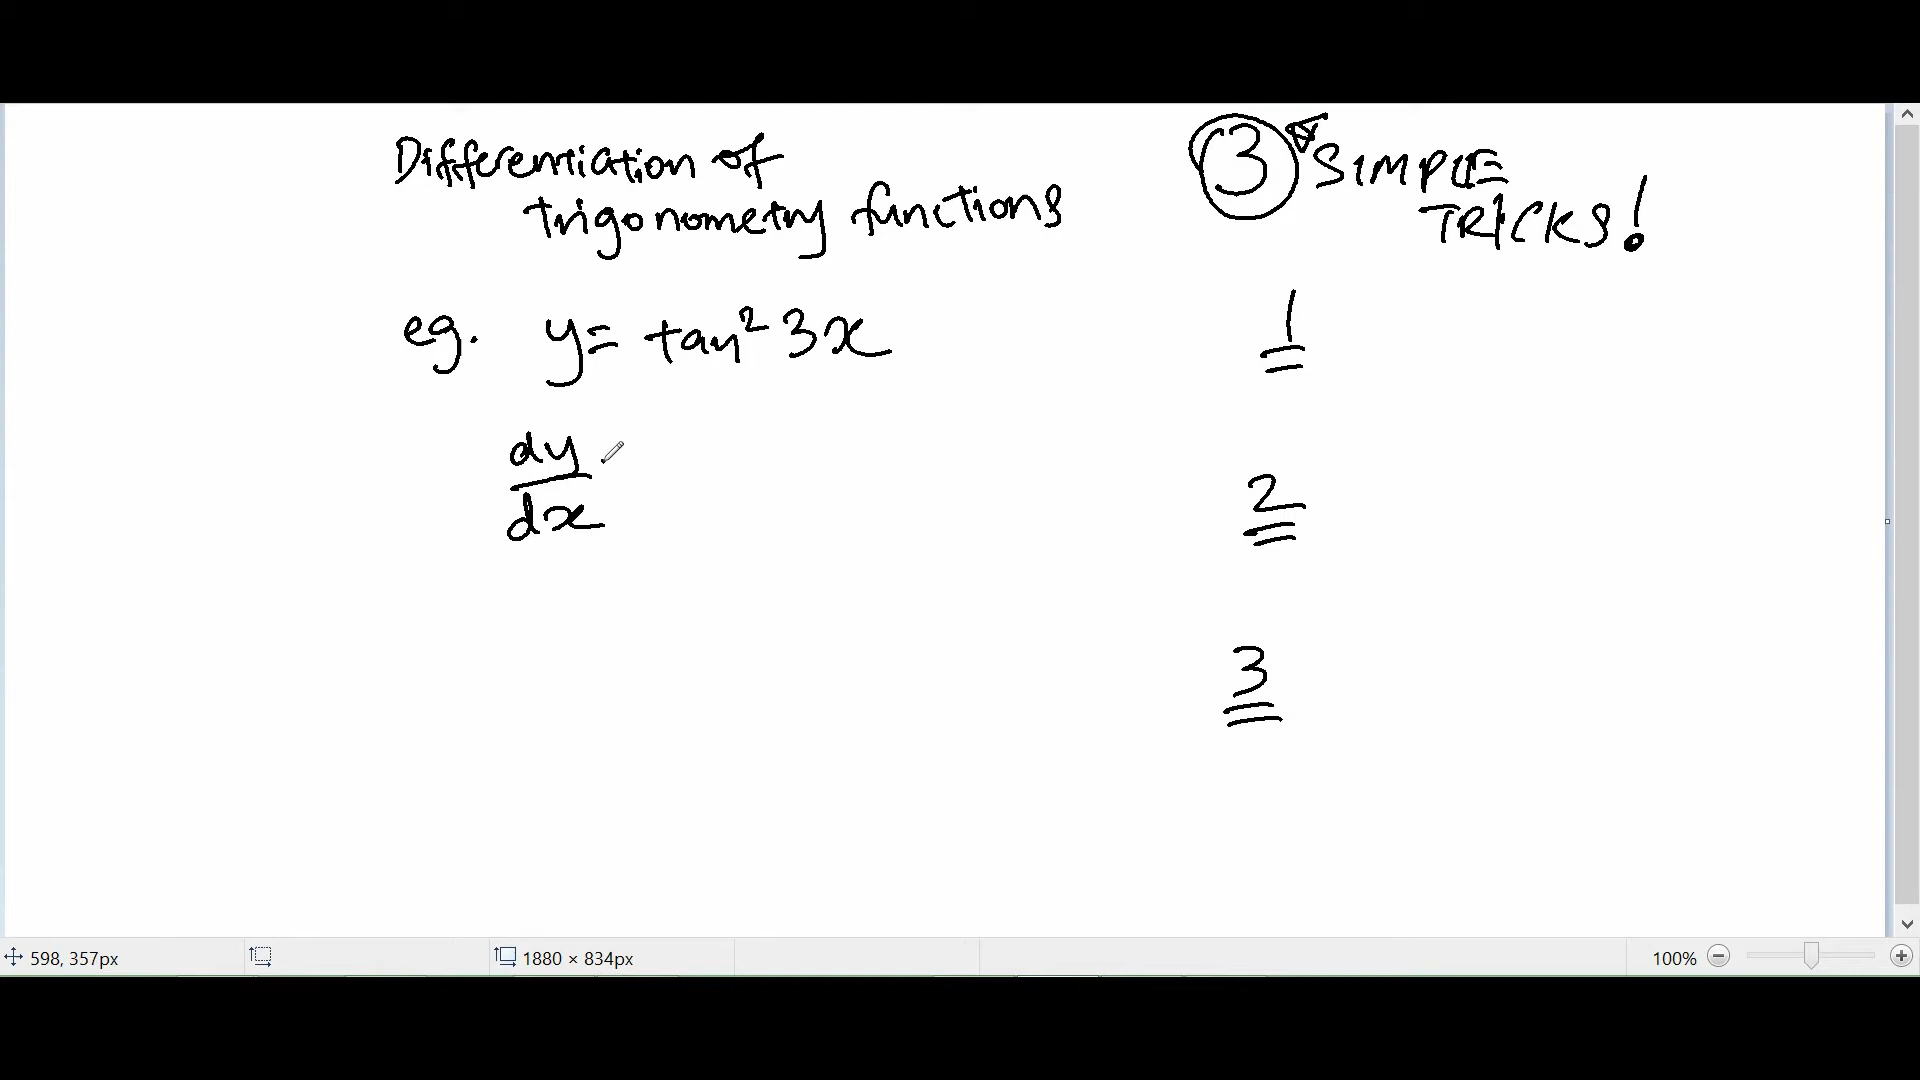 Differentiation of
trigonometry functions
eg. y = tan² 3x
dy
dx
3 SIMPLE
TRICKS!
1
2
3
598, 357px
1880 × 834px
100%